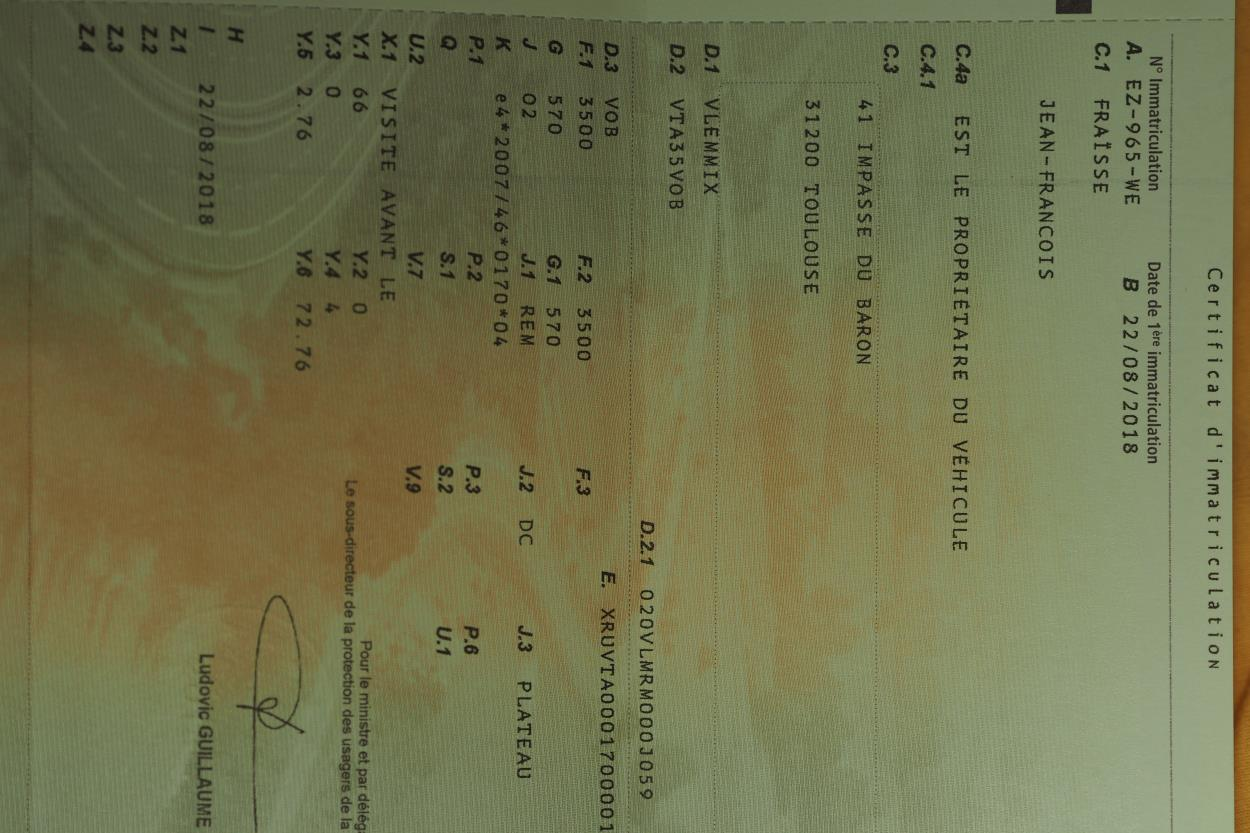 Certificat d'immatriculation
N° Immatriculation Date de 1ère immatriculation
A. EZ-965-WE B 22/08/2018
C.1 FRAÏSSE
JEAN-FRANCOIS
C.4a EST LE PROPRIÉTAIRE DU VÉHICULE
C.4.1
C.3
41 IMPASSE DU BARON
31200 TOULOUSE
D.1 VLEMMIX
D.2 VTA35VOB
D.2.1 020VLMRM000J059
D.3 VOB E. XRUVTA00017000001
F.1 3500 F.2 3500 F.3
G 570 G.1 570
J O2 J.1 REM J.2 DC J.3 PLATEAU
K e4*2007/46*0170*04
P.1 P.2 P.3 P.6
Q S.1 S.2 U.1
U.2 V.7 V.9
X.1 VISITE AVANT LE
Y.1 66 Y.2 0
Y.3 0 Y.4 4
Y.5 2.76 Y.6 72.76
Pour le ministre et par délég
Le sous-directeur de la protection des usagers de la
H
I 22/08/2018
Ludovic GUILLAUME
Z.1
Z.2
Z.3
Z.4